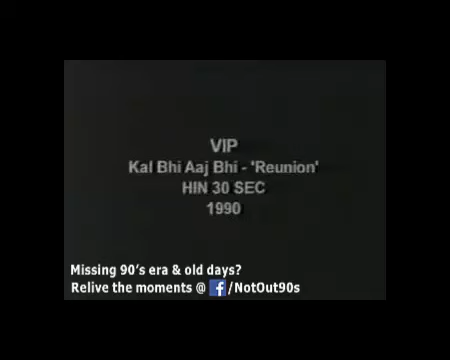 VIP
Kal Bhi Aaj Bhi - 'Reunion'
HIN 30 SEC
1990
Missing 90's era & old days?
Relive the moments @ f/NotOut90s